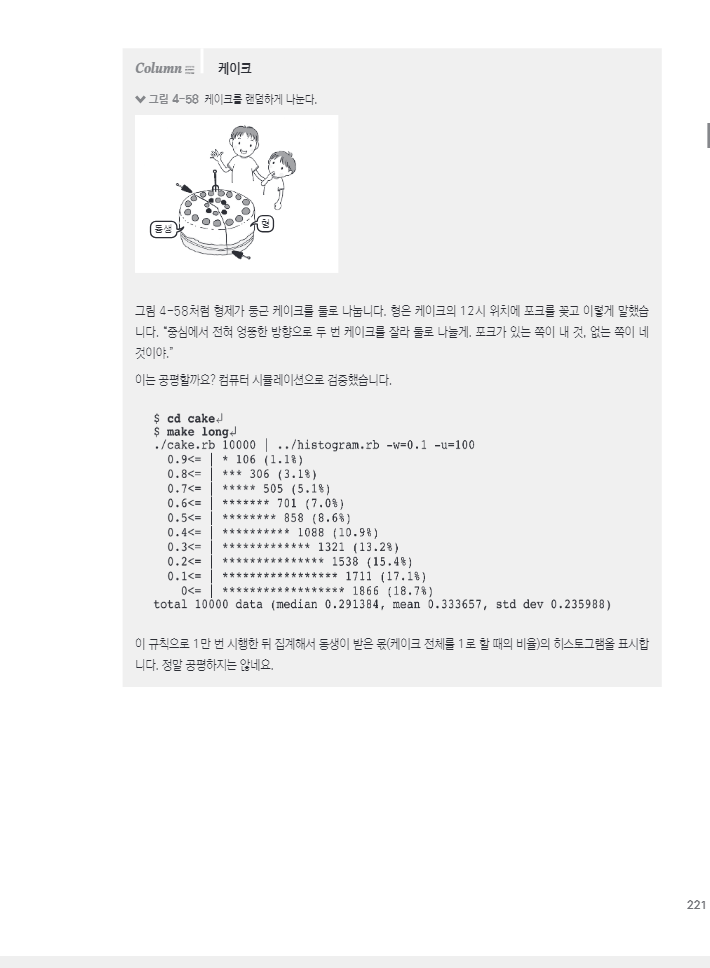 Column 케이크
그림 4-58 케이크를 랜덤하게 나눈다.
동생
형
그림 4-58처럼 형제가 둥근 케이크를 둘로 나눕니다. 형은 케이크의 12시 위치에 포크를 꽂고 이렇게 말했습
니다. “중심에서 전혀 엉뚱한 방향으로 두 번 케이크를 잘라 둘로 나눌게. 포크가 있는 쪽이 내 것, 없는 쪽이 네
것이야.”
이는 공평할까요? 컴퓨터 시뮬레이션으로 검증했습니다.
$ cd cake↲
$ make long↲
./cake.rb 10000 | ../histogram.rb -w=0.1 -u=100
0.9<= | * 106 (1.1%)
0.8<= | *** 306 (3.1%)
0.7<= | ***** 505 (5.1%)
0.6<= | ******* 701 (7.0%)
0.5<= | ******** 858 (8.6%)
0.4<= | ********** 1088 (10.9%)
0.3<= | ************* 1321 (13.2%)
0.2<= | *************** 1538 (15.4%)
0.1<= | ***************** 1711 (17.1%)
0<= | ****************** 1866 (18.7%)
total 10000 data (median 0.291384, mean 0.333657, std dev 0.235988)
이 규칙으로 1만 번 시행한 뒤 집계해서 동생이 받은 몫(케이크 전체를 1로 할 때의 비율)의 히스토그램을 표시합
니다. 정말 공평하지는 않네요.
221